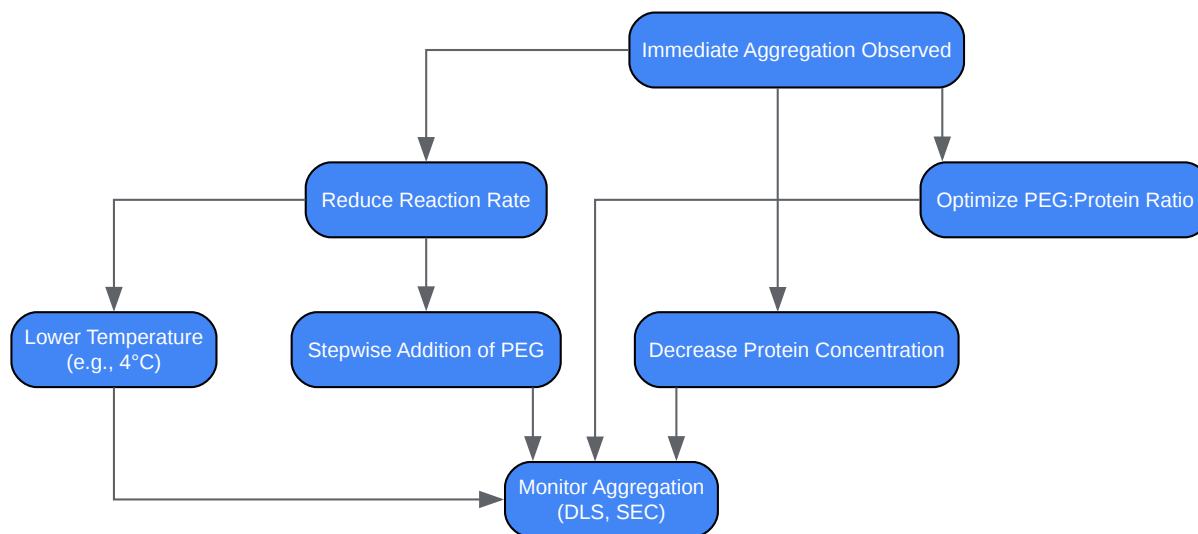 Immediate Aggregation Observed
Reduce Reaction Rate
Optimize PEG:Protein Ratio
Lower Temperature
(e.g., 4°C)
Stepwise Addition of PEG
Decrease Protein Concentration
Monitor Aggregation
(DLS, SEC)